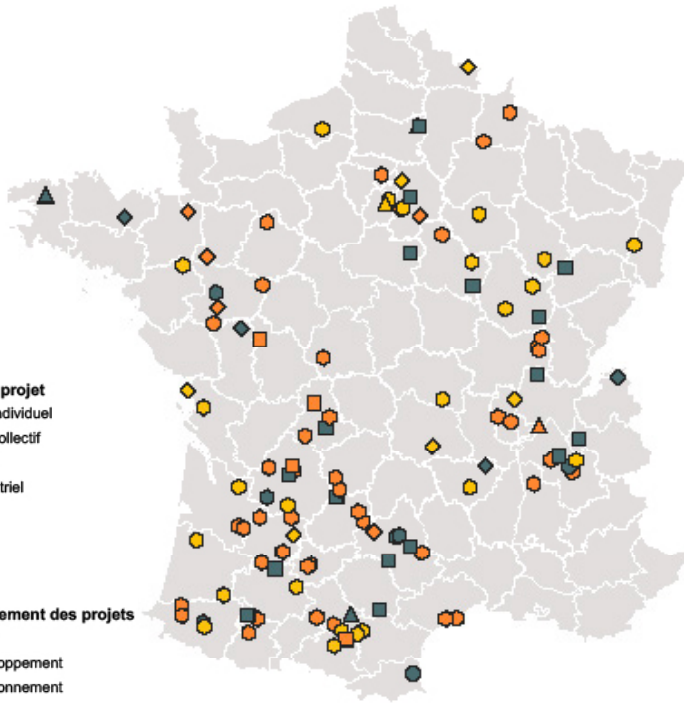 projet
ndividuel
ollectif
triel
ement des projets
oppement
onnement